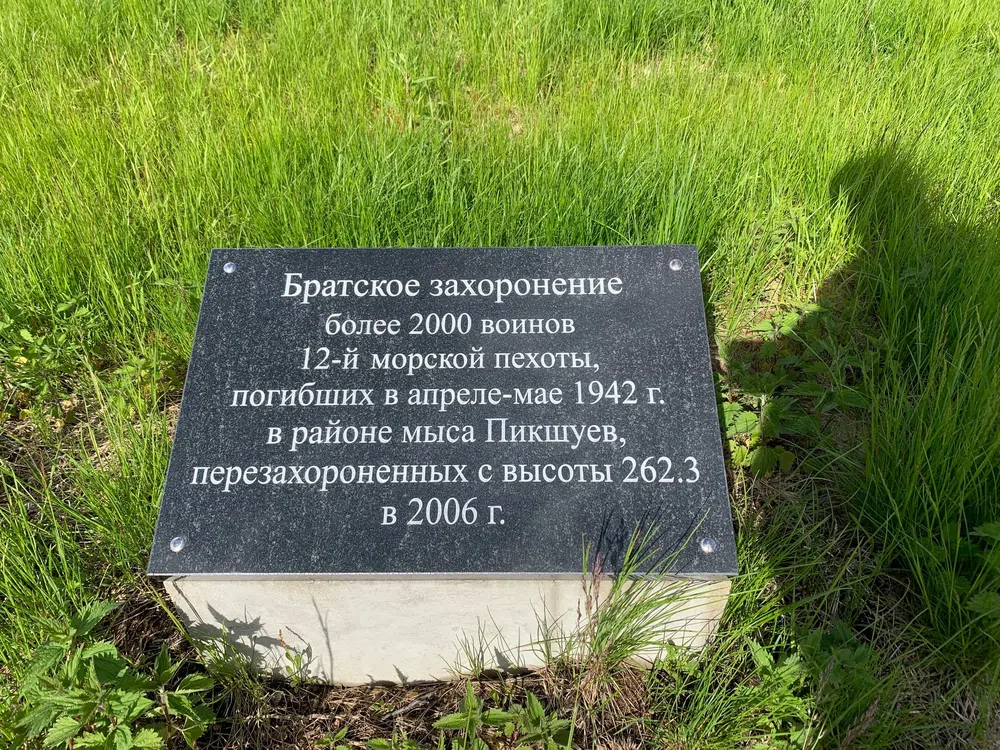 Братское захоронение
более 2000 воинов
12-й морской пехоты,
погибших в апреле-мае 1942 г.
в районе мыса Пикшуев,
перезахороненных с высоты 262.3
в 2006 г.